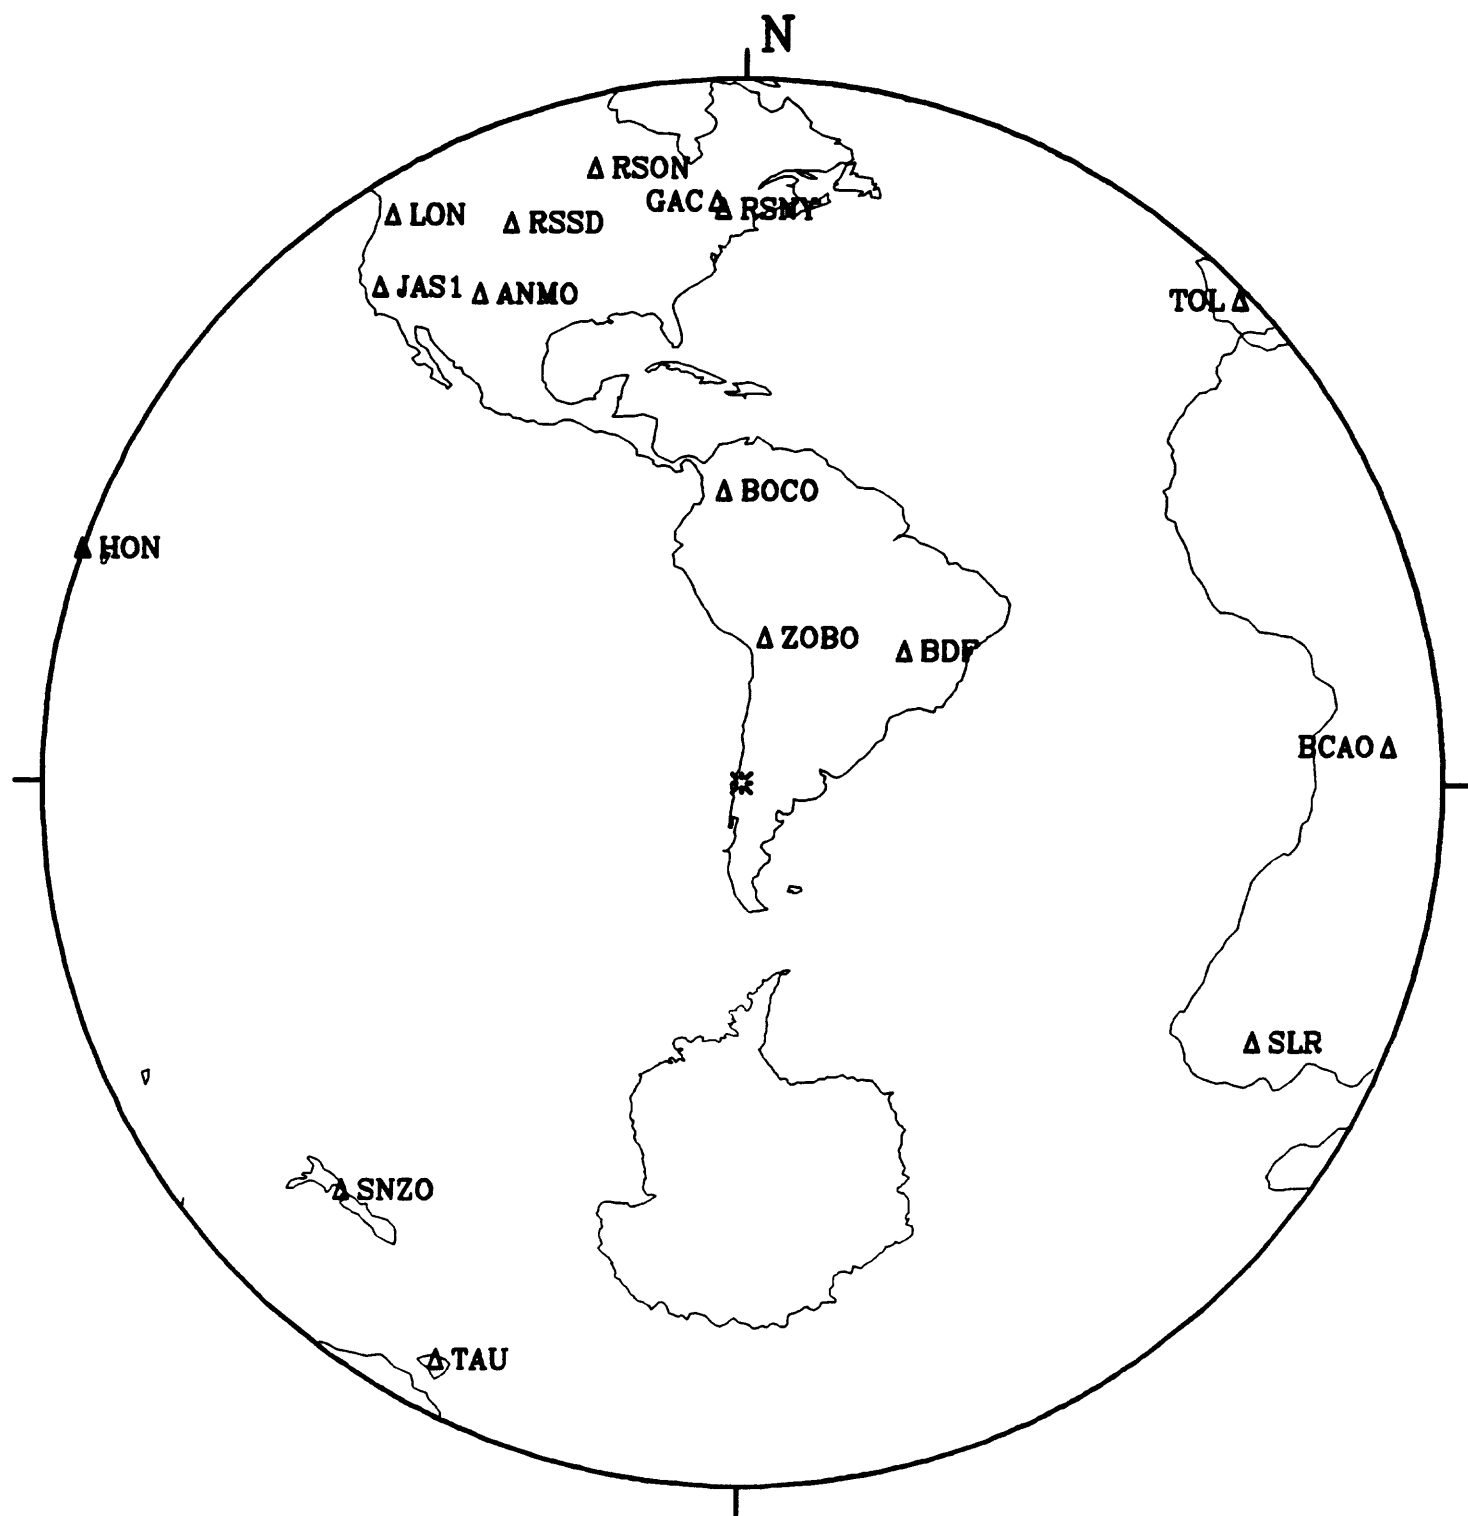 N
RSON
GAC
RSNY
LON
RSSD
JAS1
ANMO
TOL
BOCO
HON
ZOBO
BDF
BCAO
SLR
SNZO
TAU